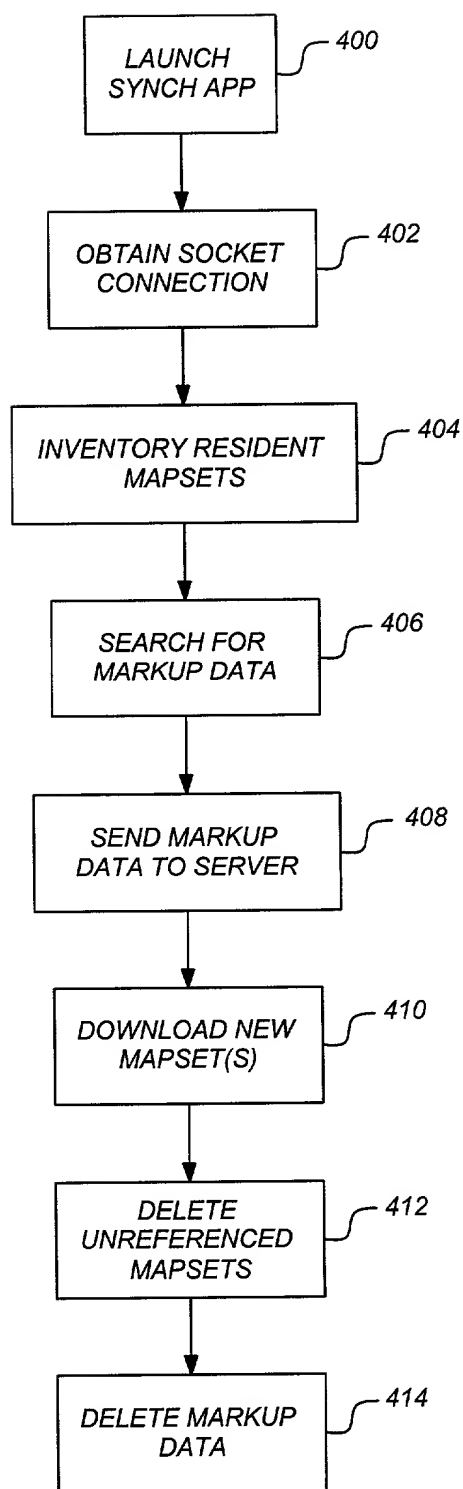 LAUNCH
SYNCH APP
400
OBTAIN SOCKET
CONNECTION
402
INVENTORY RESIDENT
MAPSETS
404
SEARCH FOR
MARKUP DATA
406
SEND MARKUP
DATA TO SERVER
408
DOWNLOAD NEW
MAPSET(S)
410
DELETE
UNREFERENCED
MAPSETS
412
DELETE MARKUP
DATA
414